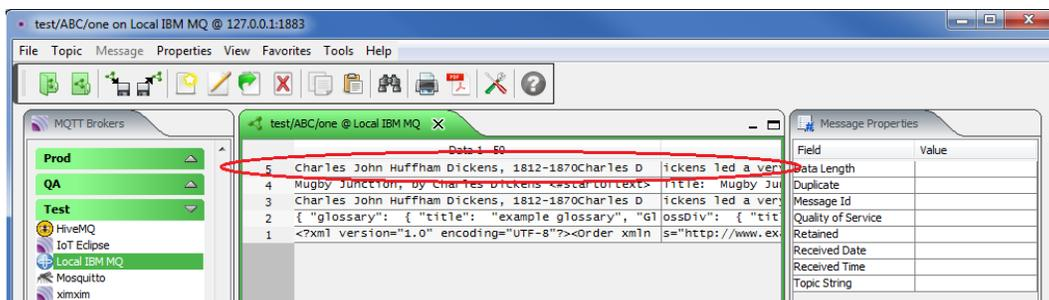 test/ABC/one on Local IBM MQ @ 127.0.0.1:1883
File Topic Message Properties View Favorites Tools Help
PDF
MQTT Brokers
test/ABC/one @ Local IBM MQ
Message Properties
Data 1 - 50
Field Value
Prod
QA
Test
HiveMQ
IoT Eclipse
Local IBM MQ
Mosquitto
ximxim
5 Charles John Huffham Dickens, 1812-1870Charles D ickens led a very
4 Mugby Junction, by Charles Dickens <#startoftext> Title: Mugby Jun
3 Charles John Huffham Dickens, 1812-1870Charles D ickens led a very
2 { "glossary": { "title": "example glossary", "Gl ossDiv": { "tit
1 <?xml version="1.0" encoding="UTF-8"?><Order xmln s="http://www.exa
Data Length
Duplicate
Message Id
Quality of Service
Retained
Received Date
Received Time
Topic String